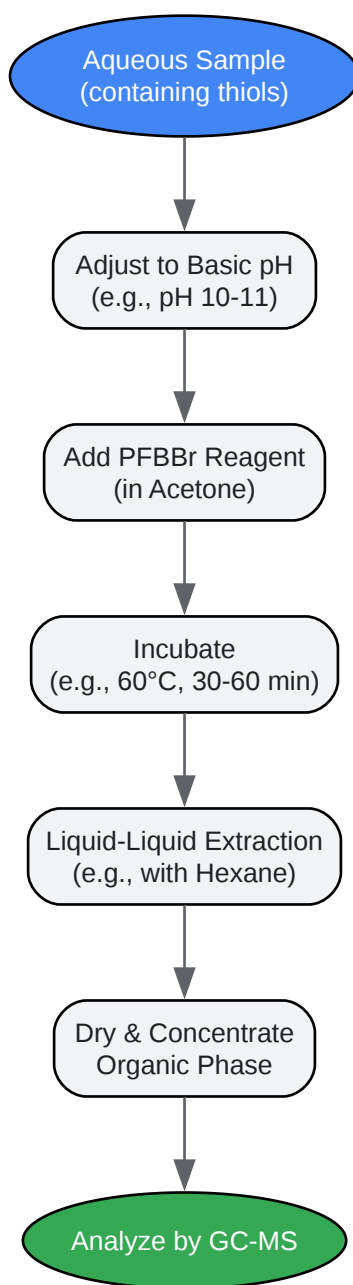 Aqueous Sample
(containing thiols)
Adjust to Basic pH
(e.g., pH 10-11)
Add PFBBr Reagent
(in Acetone)
Incubate
(e.g., 60°C, 30-60 min)
Liquid-Liquid Extraction
(e.g., with Hexane)
Dry & Concentrate
Organic Phase
Analyze by GC-MS